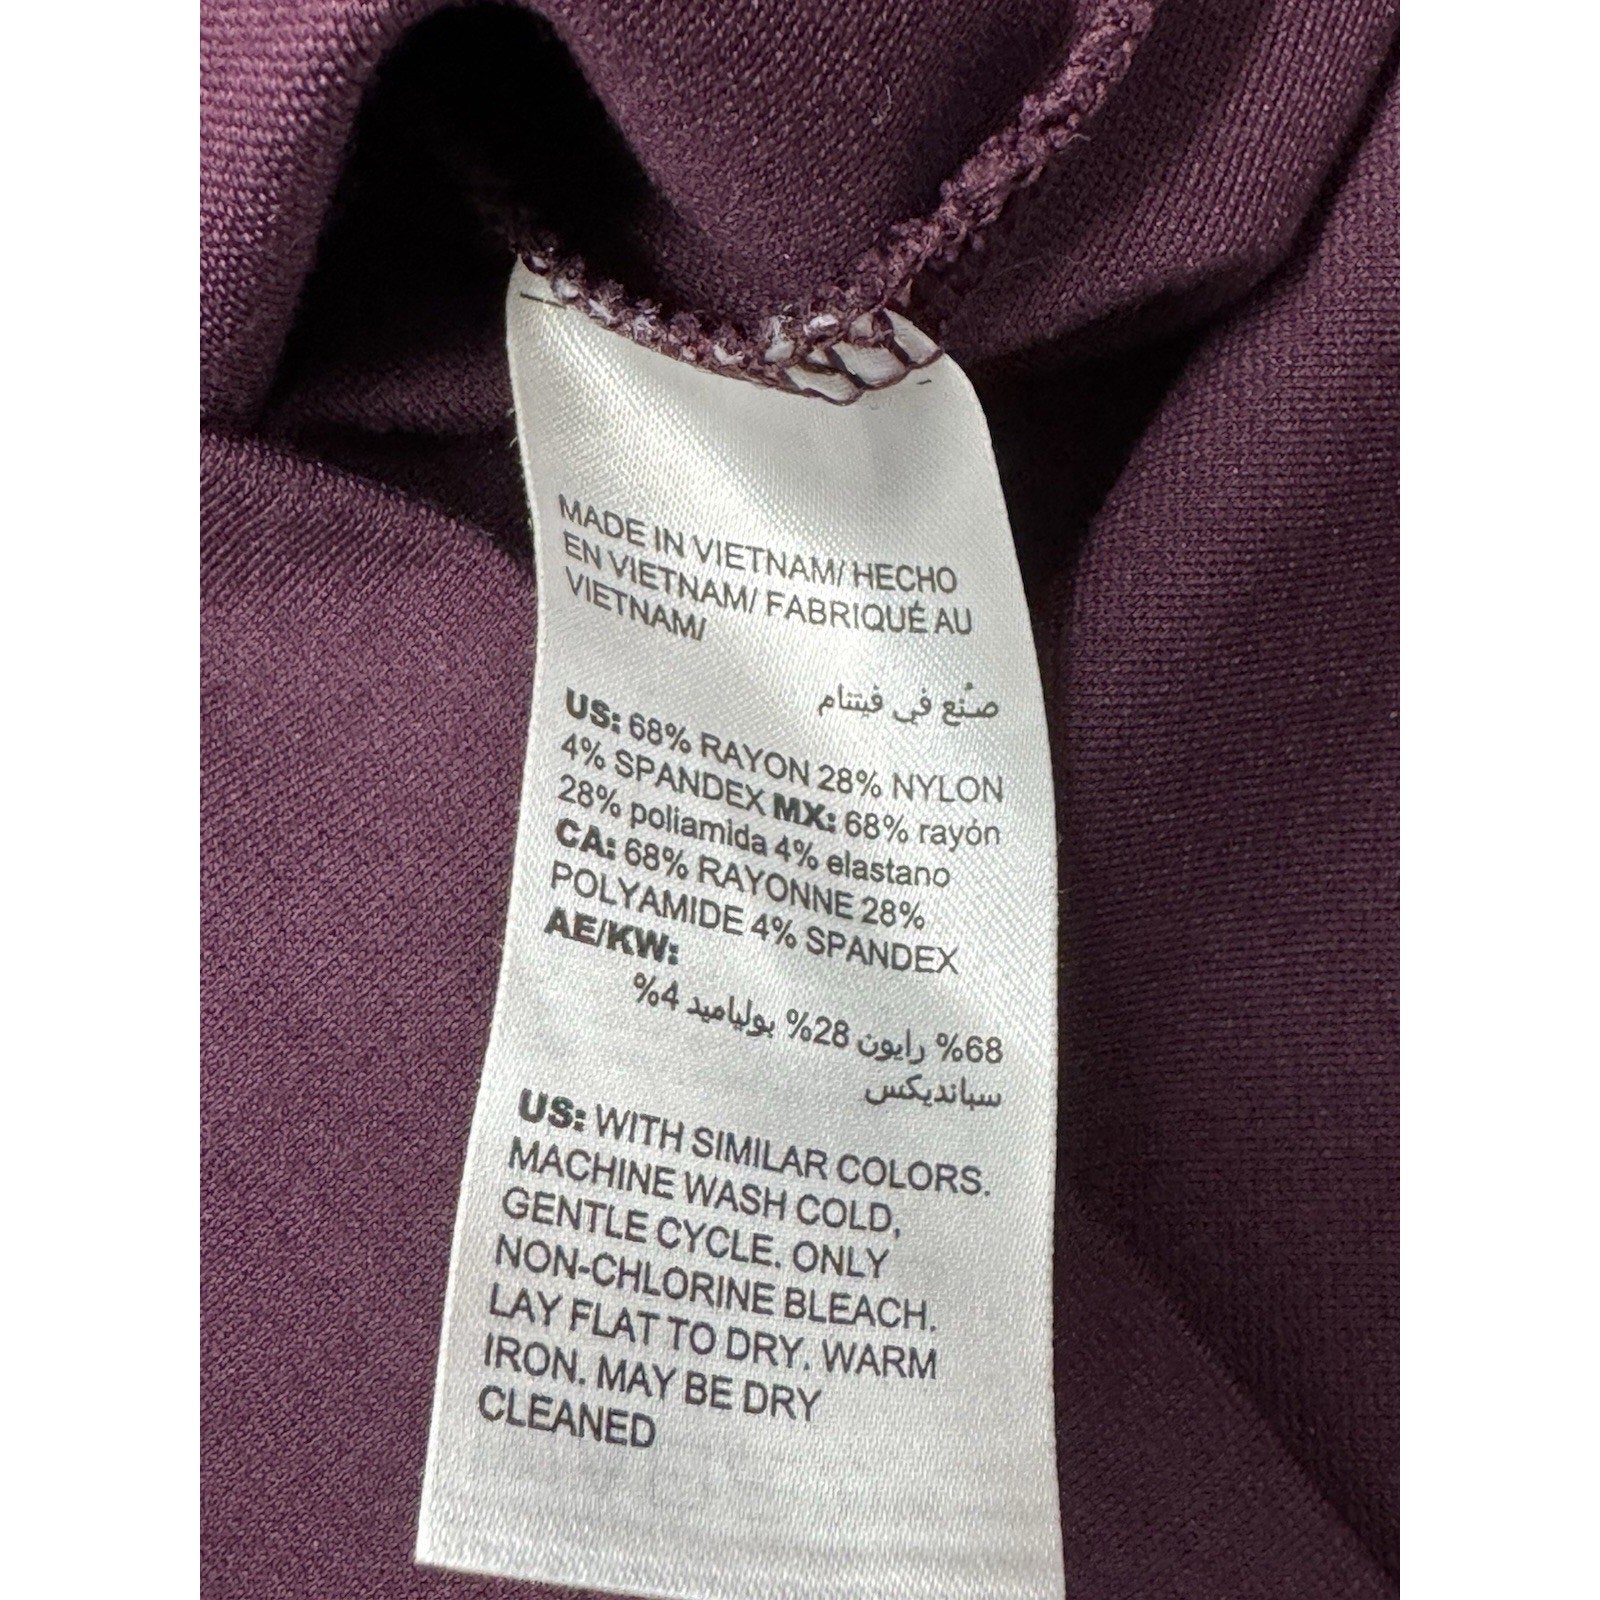 MADE IN VIETNAM/ HECHO
EN VIETNAM/ FABRIQUÉ AU
VIETNAM/
صُنع في فيتنام
US: 68% RAYON 28% NYLON
4% SPANDEX MX: 68% rayón
28% poliamida 4% elastano
CA: 68% RAYONNE 28%
POLYAMIDE 4% SPANDEX
AE/KW:
68% رايون 28% بولياميد 4%
سبانديكس
US: WITH SIMILAR COLORS.
MACHINE WASH COLD,
GENTLE CYCLE. ONLY
NON-CHLORINE BLEACH.
LAY FLAT TO DRY. WARM
IRON. MAY BE DRY
CLEANED